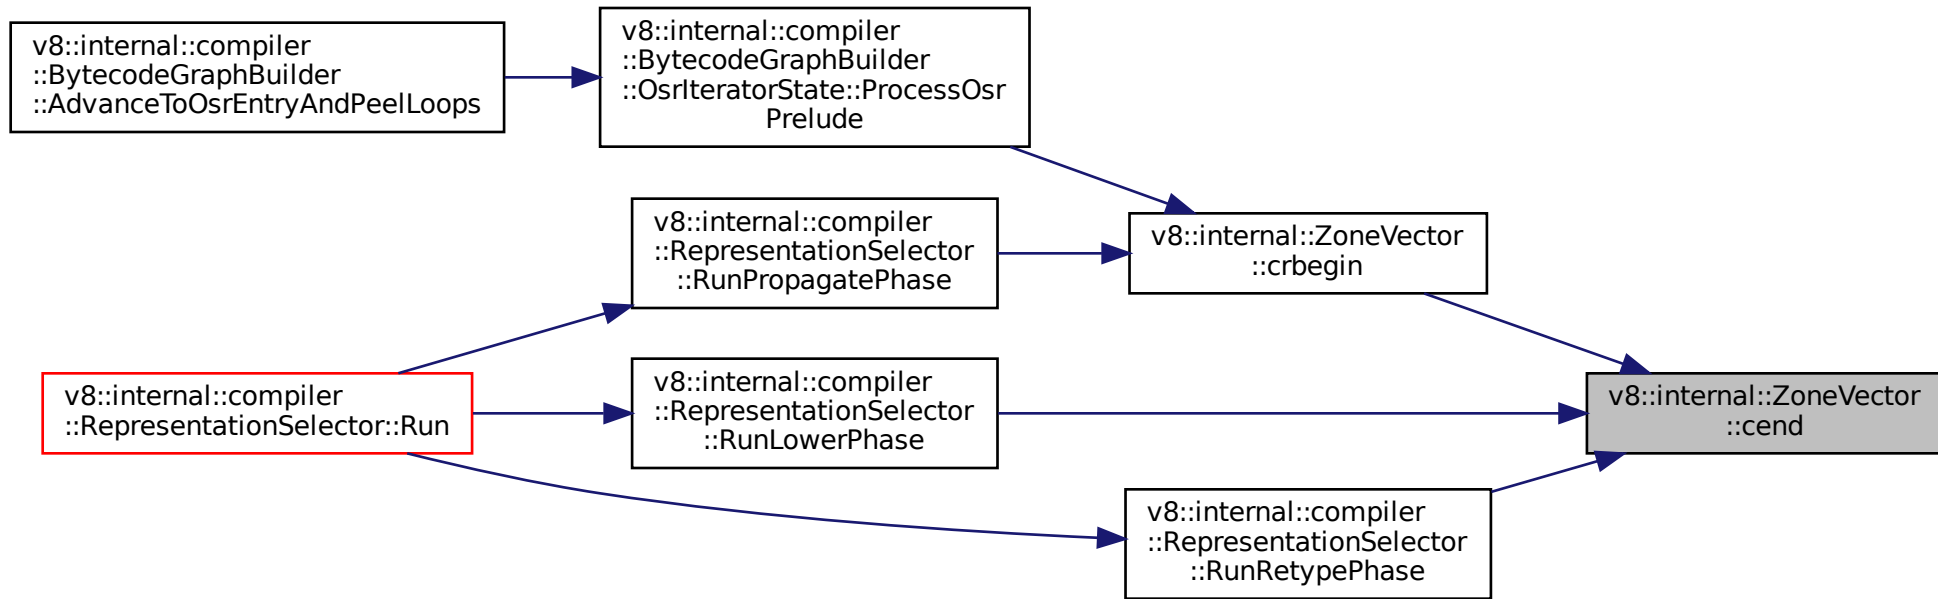 v8::internal::compiler
::BytecodeGraphBuilder
::AdvanceToOsrEntryAndPeelLoops
v8::internal::compiler
::BytecodeGraphBuilder
::OsrIteratorState::ProcessOsr
Prelude
v8::internal::compiler
::RepresentationSelector
::RunPropagatePhase
v8::internal::ZoneVector
::crbegin
v8::internal::compiler
::RepresentationSelector::Run
v8::internal::compiler
::RepresentationSelector
::RunLowerPhase
v8::internal::ZoneVector
::cend
v8::internal::compiler
::RepresentationSelector
::RunRetypePhase